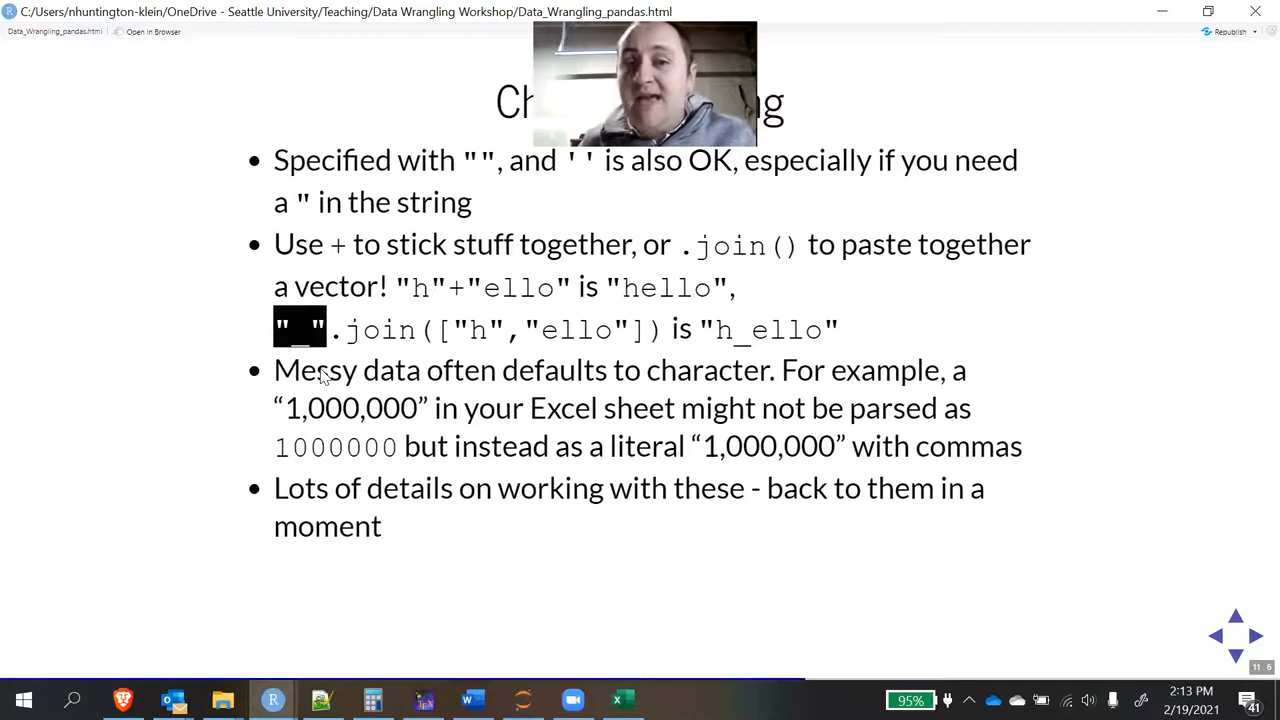 C:/Users/nhuntington-klein/OneDrive - Seattle University/Teaching/Data Wrangling Workshop/Data_Wrangling_pandas.html
Data_Wrangling_pandas.html Open in Browser Republish
Specified with "", and '' is also OK, especially if you need
a " in the string
Use + to stick stuff together, or .join() to paste together
a vector! "h"+"ello" is "hello",
"_".join(["h","ello"]) is "h_ello"
Messy data often defaults to character. For example, a
“1,000,000” in your Excel sheet might not be parsed as
1000000 but instead as a literal “1,000,000” with commas
Lots of details on working with these - back to them in a
moment
11.6
95%
2:13 PM
2/19/2021
41